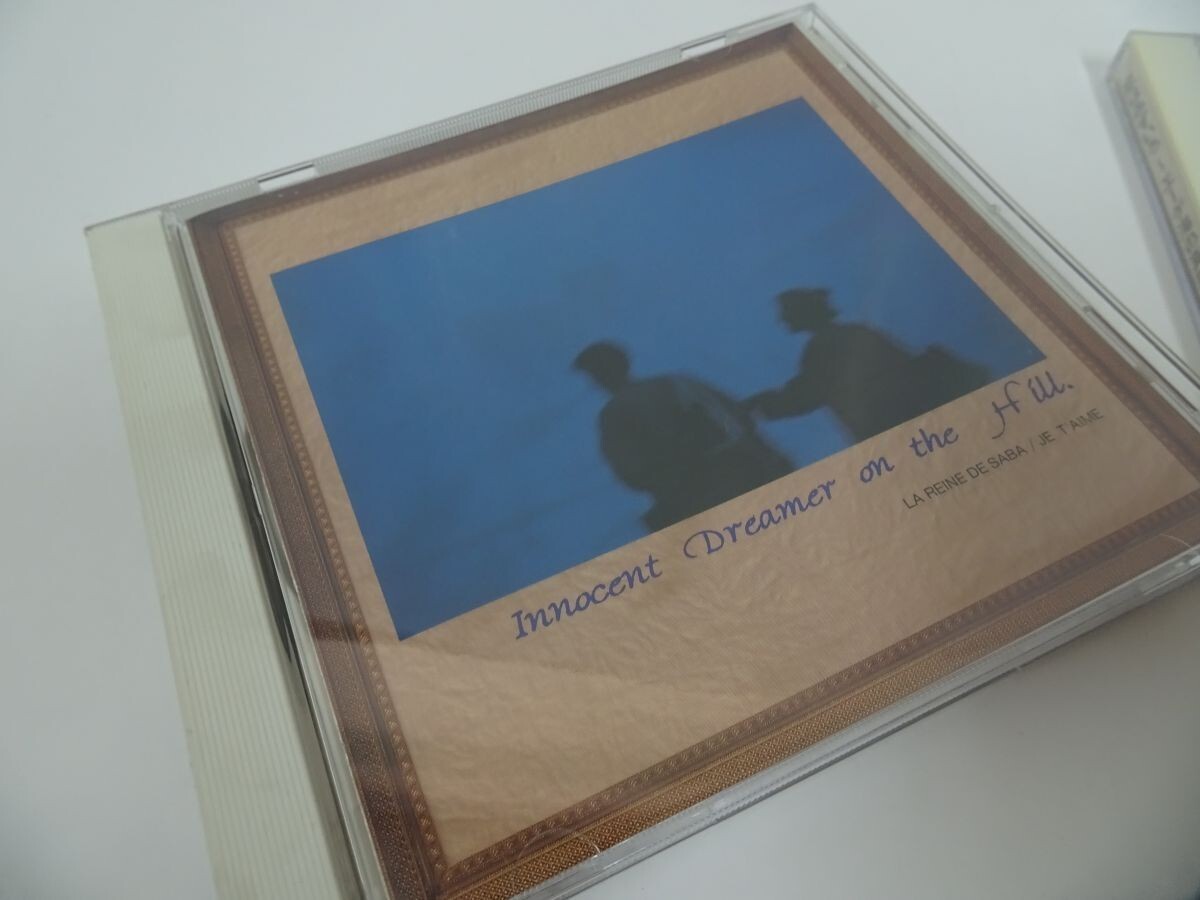 Innocent Dreamer on the Hill.
LA REINE DE SABA / JE T'AIME